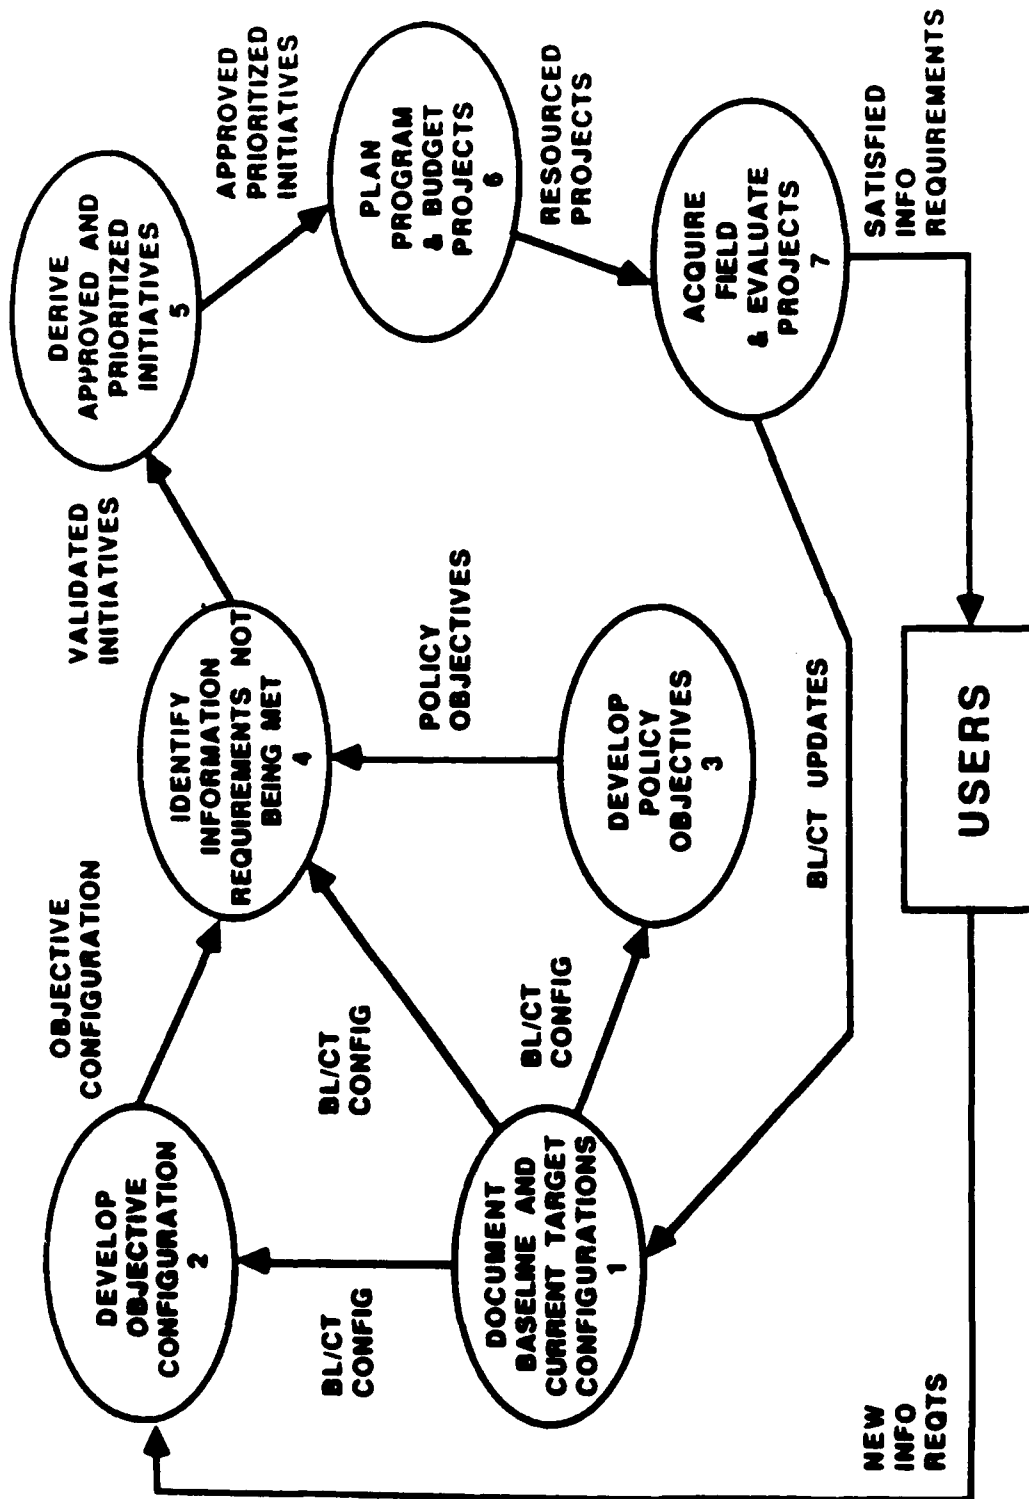 DEVELOP
OBJECTIVE
CONFIGURATION
2
OBJECTIVE
CONFIGURATION
IDENTIFY
INFORMATION
REQUIREMENTS NOT
BEING MET
4
VALIDATED
INITIATIVES
DERIVE
APPROVED AND
PRIORITIZED
INITIATIVES
5
APPROVED
PRIORITIZED
INITIATIVES
BL/CT
CONFIG
BL/CT
CONFIG
POLICY
OBJECTIVES
PLAN
PROGRAM
& BUDGET
PROJECTS
6
DOCUMENT
BASELINE AND
CURRENT TARGET
CONFIGURATIONS
1
BL/CT
CONFIG
DEVELOP
POLICY
OBJECTIVES
3
RESOURCED
PROJECTS
ACQUIRE
FIELD
& EVALUATE
PROJECTS
7
BL/CT UPDATES
NEW
INFO
REQTS
USERS
SATISFIED
INFO
REQUIREMENTS